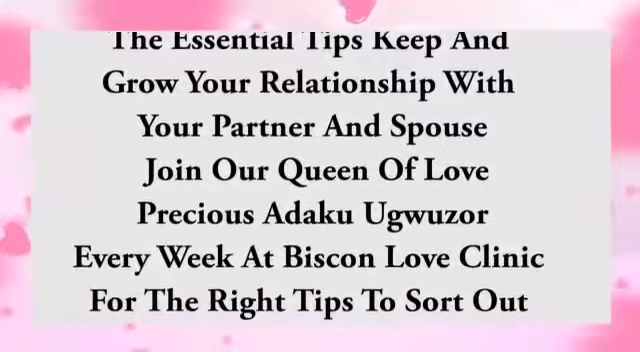 The Essential Tips Keep And
Grow Your Relationship With
Your Partner And Spouse
Join Our Queen Of Love
Precious Adaku Ugwuzor
Every Week At Biscon Love Clinic
For The Right Tips To Sort Out